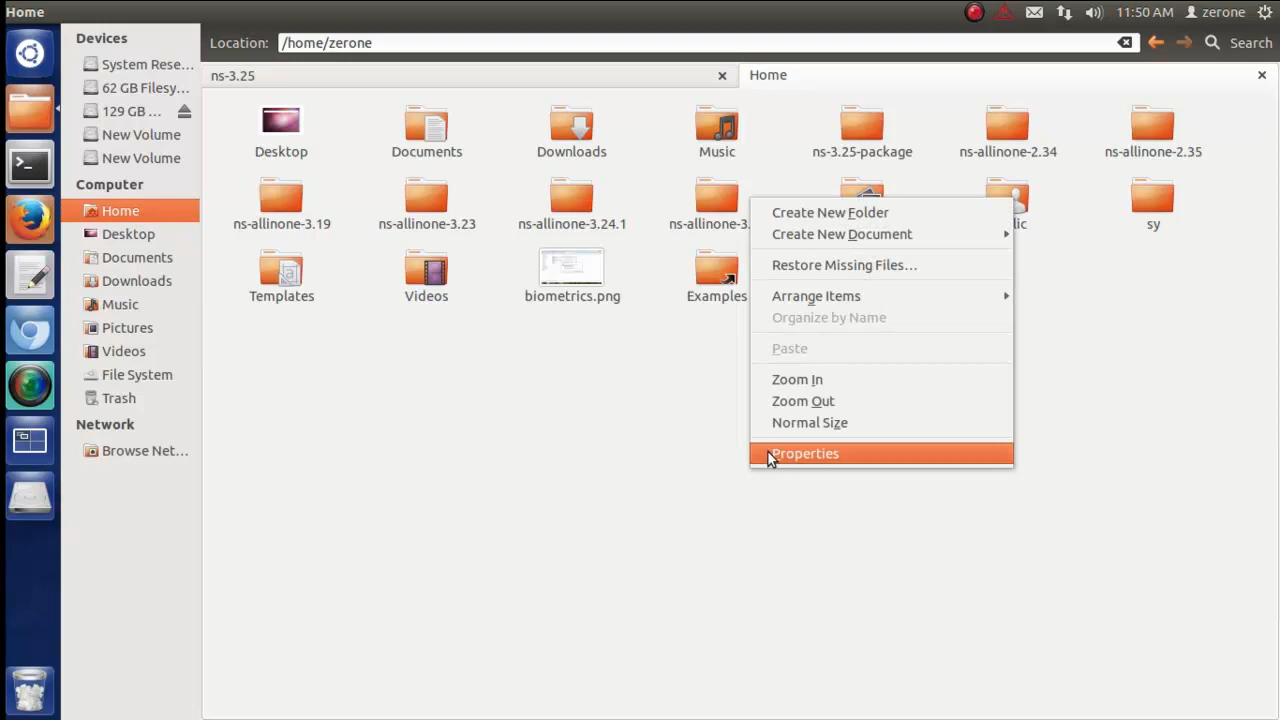 Home
11:50 AM
zerone
Devices
System Rese...
62 GB Filesy...
129 GB ...
New Volume
New Volume
Computer
Home
Desktop
Documents
Downloads
Music
Pictures
Videos
File System
Trash
Network
Browse Net...
Location: /home/zerone
Search
ns-3.25
Home
Desktop
Documents
Downloads
Music
ns-3.25-package
ns-allinone-2.34
ns-allinone-2.35
ns-allinone-3.19
ns-allinone-3.23
ns-allinone-3.24.1
ns-allinone-3.
lic
sy
Templates
Videos
biometrics.png
Examples
Create New Folder
Create New Document
Restore Missing Files...
Arrange Items
Organize by Name
Paste
Zoom In
Zoom Out
Normal Size
Properties